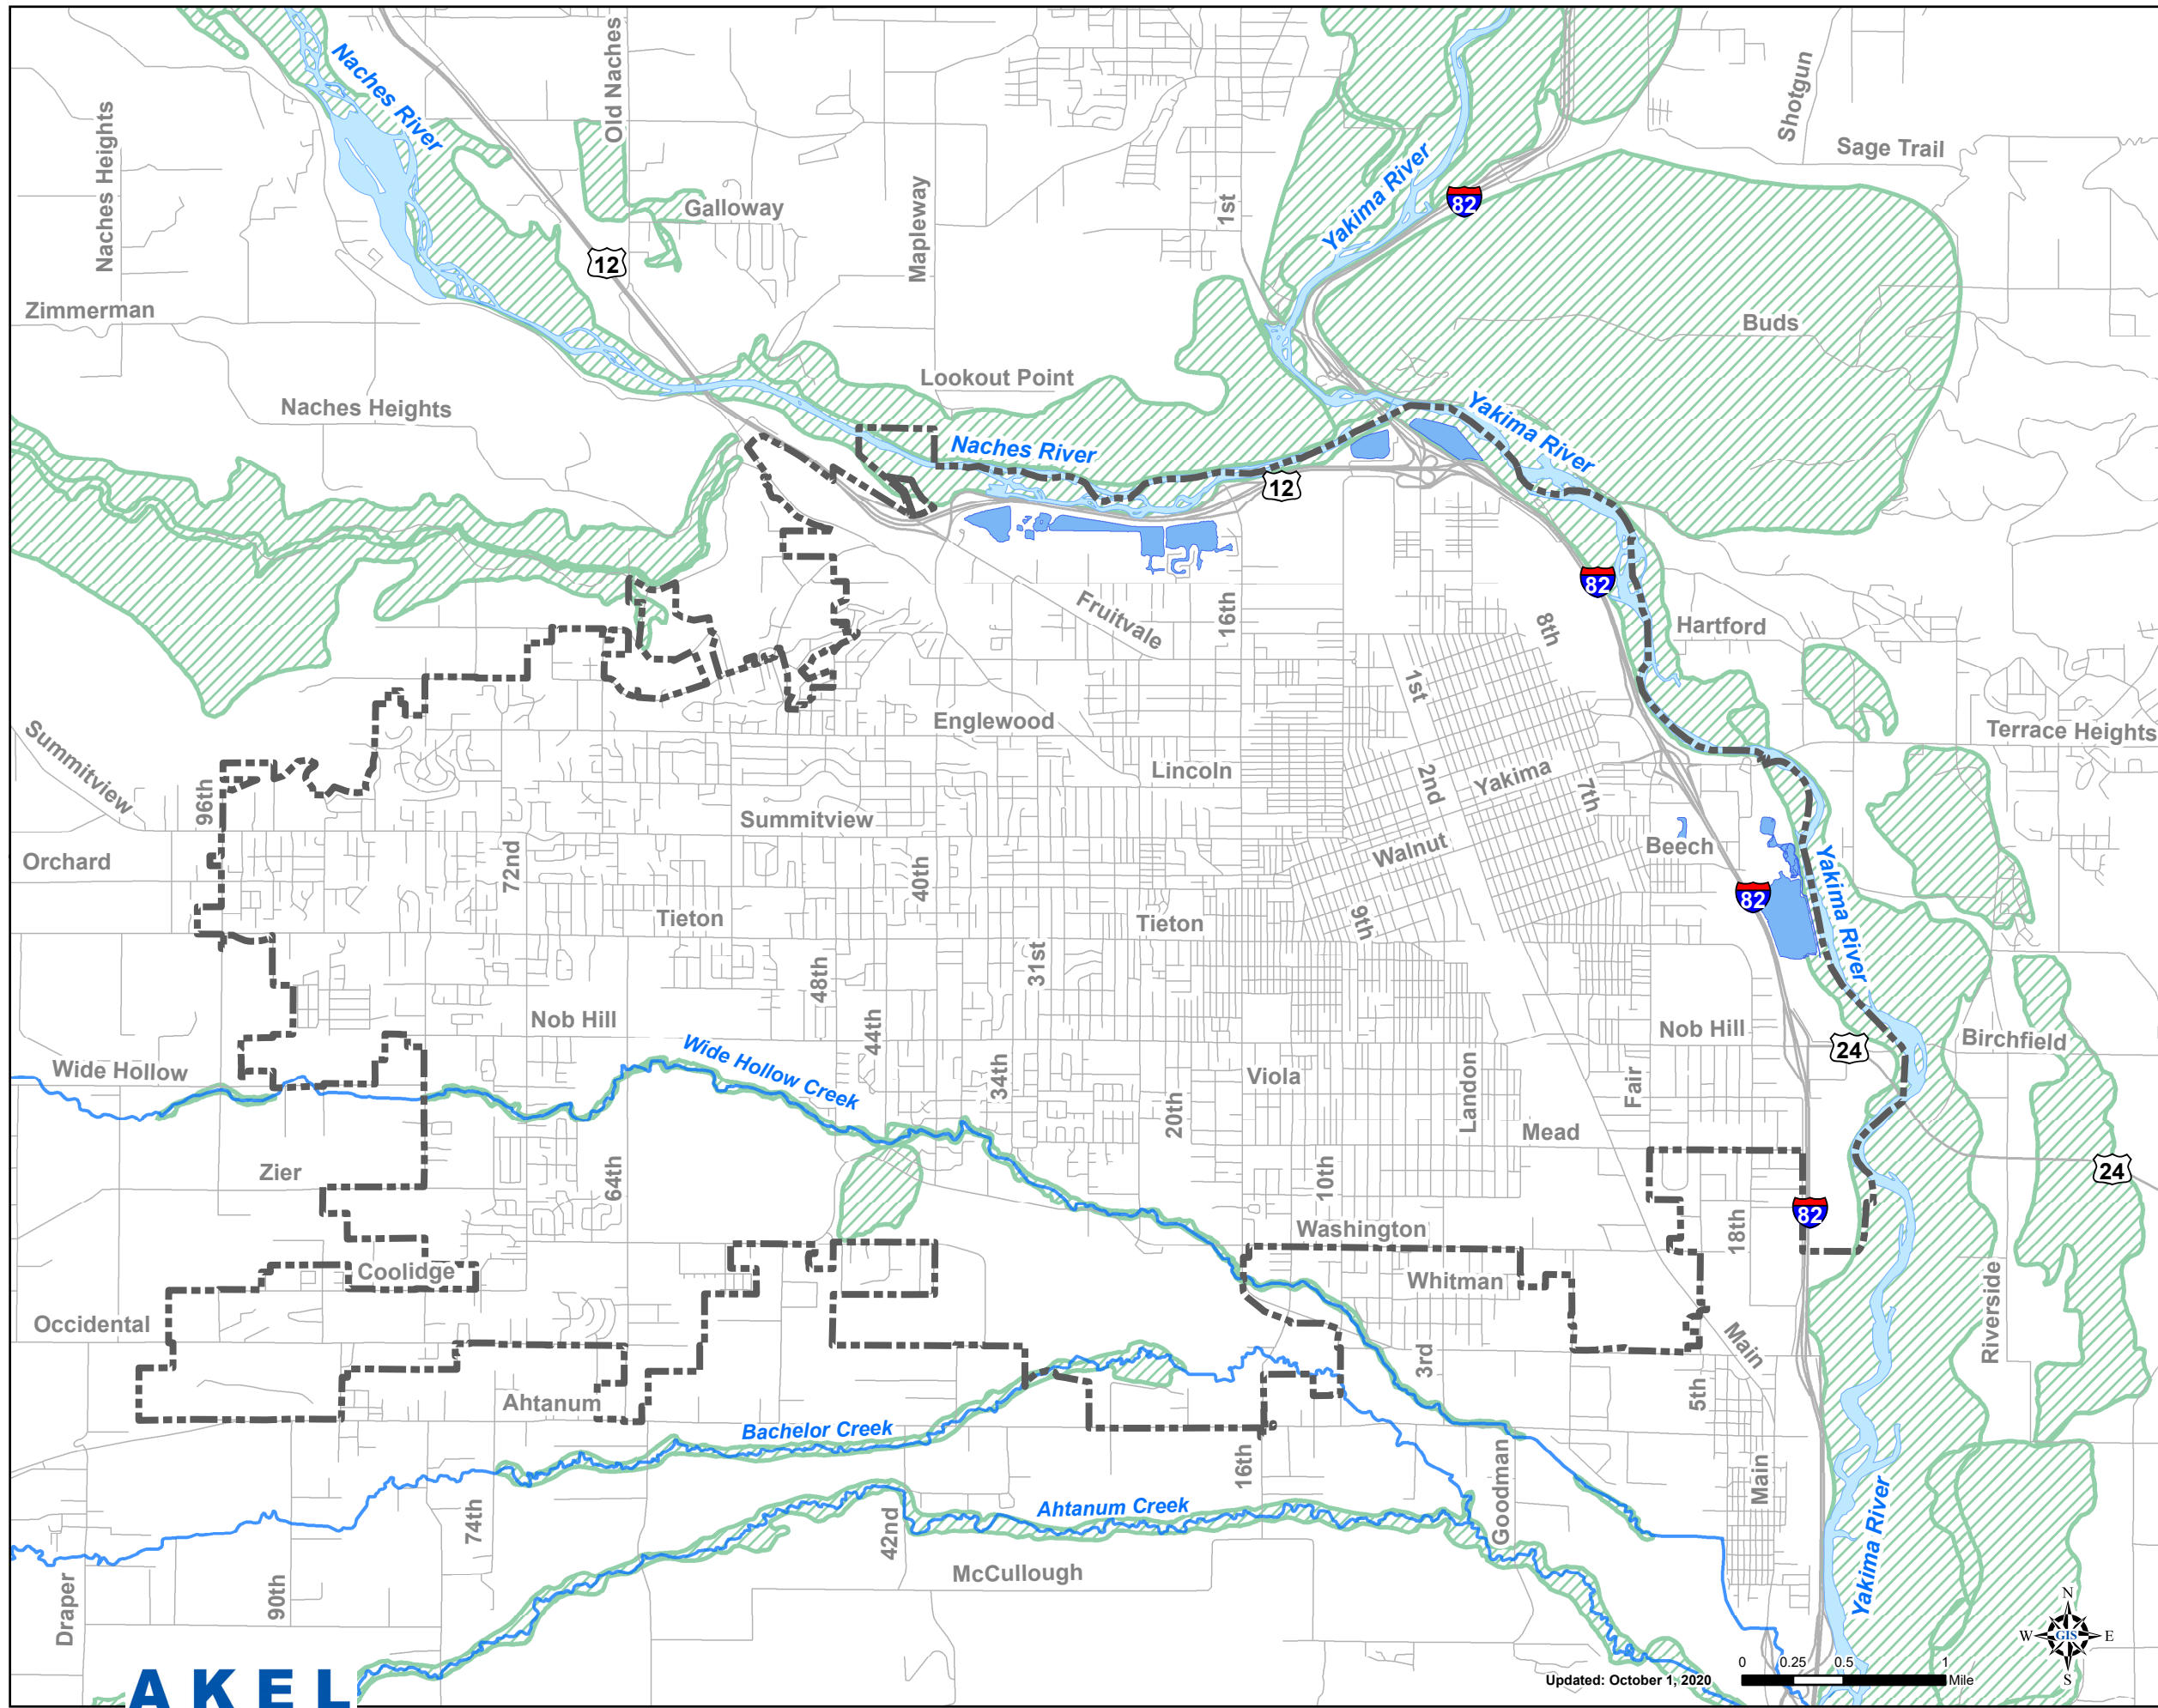 Naches River
Old Naches
Shotgun
Sage Trail
Naches Heights
Yakima River
82
Galloway
Mapleway
1st
12
Zimmerman
Buds
Lookout Point
Naches Heights
Yakima River
Naches River
12
82
Fruitvale
16th
8th
Hartford
1st
Englewood
Terrace Heights
Summitview
Lincoln
2nd
Yakima
7th
96th
Summitview
Walnut
Beech
Orchard
72nd
40th
82
Yakima River
Tieton
Tieton
9th
31st
48th
Nob Hill
44th
Nob Hill
24
Birchfield
Wide Hollow
Wide Hollow Creek
34th
Viola
Landon
Fair
20th
Mead
Zier
64th
10th
24
82
Washington
18th
Coolidge
Whitman
Occidental
Riverside
Main
3rd
5th
Ahtanum
Bachelor Creek
16th
Goodman
Main
74th
Ahtanum Creek
42nd
Yakima River
McCullough
90th
Draper
N
W GIS E
S
0 0.25 0.5 1
Updated: October 1, 2020
Mile
AKEL